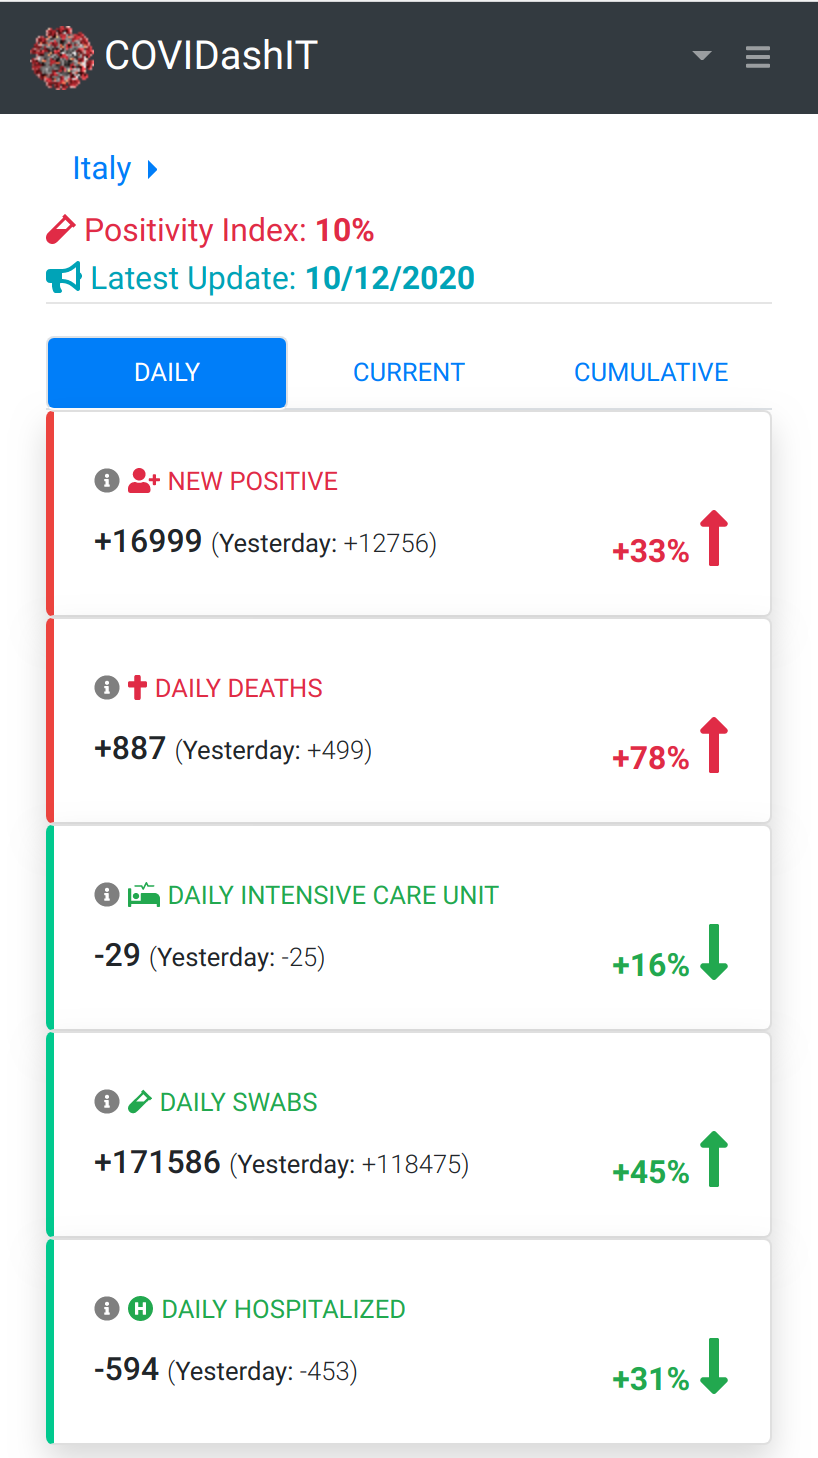 COVIDashIT
Italy
Positivity Index: 10%
Latest Update: 10/12/2020
DAILY CURRENT CUMULATIVE
NEW POSITIVE
+16999 (Yesterday: +12756)
+33%
DAILY DEATHS
+887 (Yesterday: +499)
+78%
DAILY INTENSIVE CARE UNIT
-29 (Yesterday: -25)
+16%
DAILY SWABS
+171586 (Yesterday: +118475)
+45%
H DAILY HOSPITALIZED
-594 (Yesterday: -453)
+31%